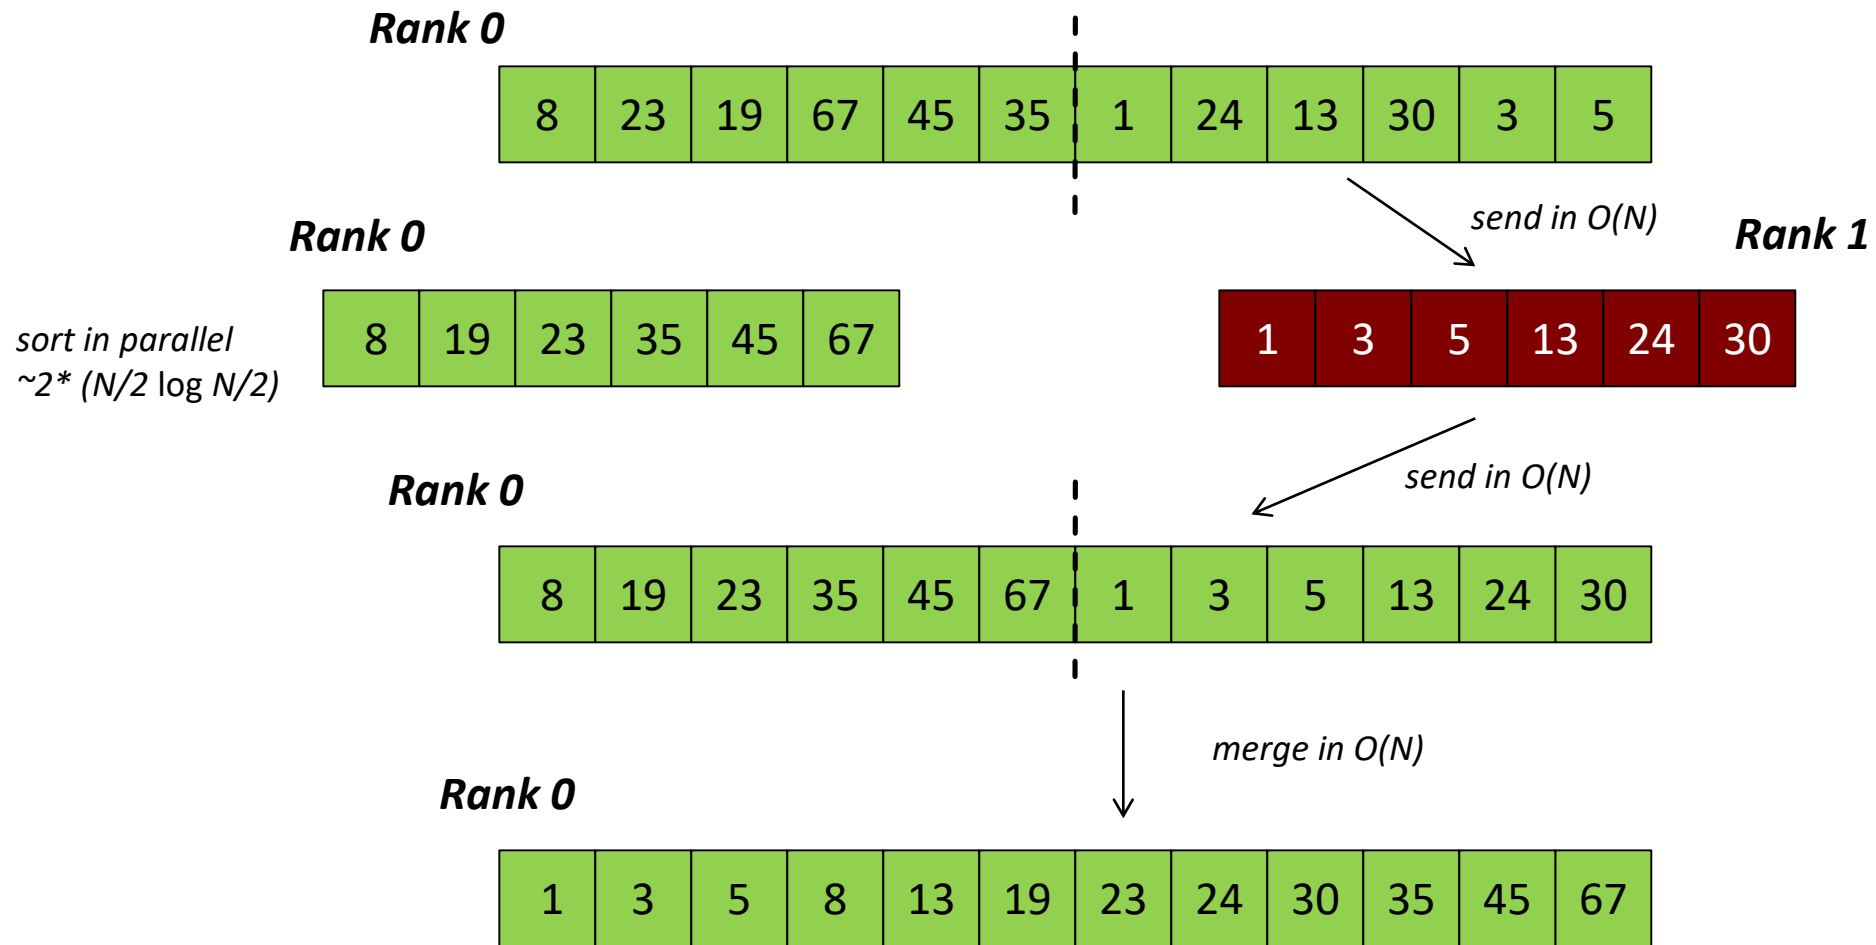 Rank 0
8 23 19 67 45 35 1 24 13 30 3 5
send in O(N)
Rank 0
Rank 1
sort in parallel
~2* (N/2 log N/2)
8 19 23 35 45 67
1 3 5 13 24 30
send in O(N)
Rank 0
8 19 23 35 45 67 1 3 5 13 24 30
merge in O(N)
Rank 0
1 3 5 8 13 19 23 24 30 35 45 67